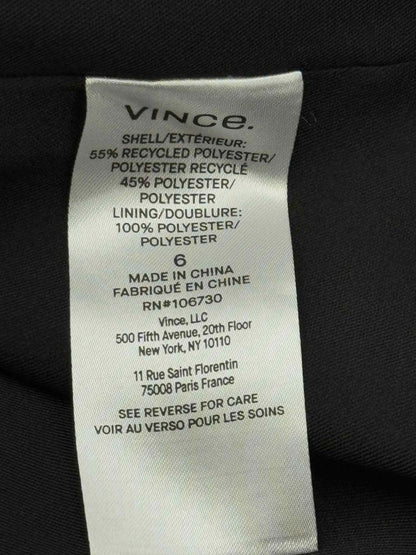 VINCe.
SHELL/EXTÉRIEUR:
55% RECYCLED POLYESTER/
POLYESTER RECYCLÉ
45% POLYESTER/
POLYESTER
LINING/DOUBLURE:
100% POLYESTER/
POLYESTER
6
MADE IN CHINA
FABRIQUÉ EN CHINE
RN#106730
Vince, LLC
500 Fifth Avenue, 20th Floor
New York, NY 10110
11 Rue Saint Florentin
75008 Paris France
SEE REVERSE FOR CARE
VOIR AU VERSO POUR LES SOINS